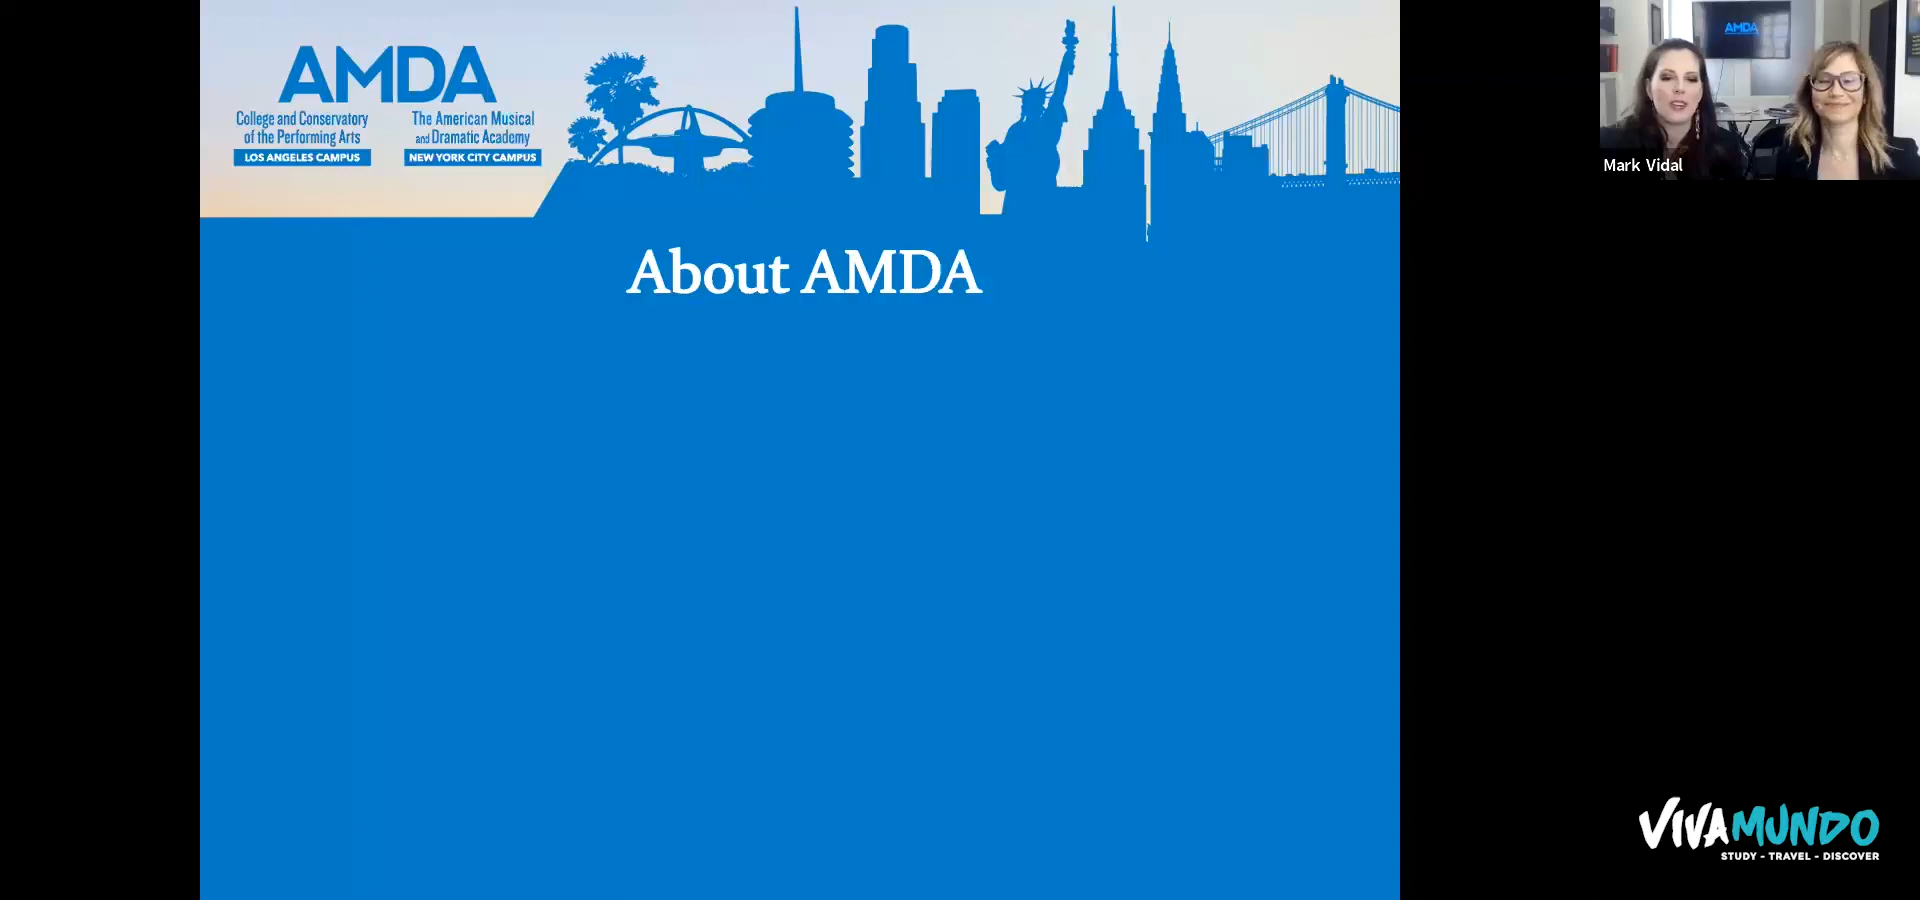 AMDA
College and Conservatory
of the Performing Arts
LOS ANGELES CAMPUS
The American Musical
and Dramatic Academy
NEW YORK CITY CAMPUS
About AMDA
AMDA
Mark Vidal
VIVAMUNDO
STUDY - TRAVEL - DISCOVER